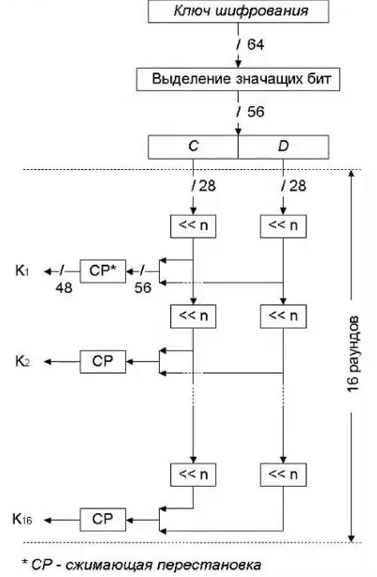 Ключ шифрования
/ 64
Выделение значащих бит
/ 56
C D
/ 28 / 28
<< n << n
K1 / 48 CP* / 56
<< n << n
K2 CP
16 раундов
<< n << n
K16 CP
* CP - сжимающая перестановка